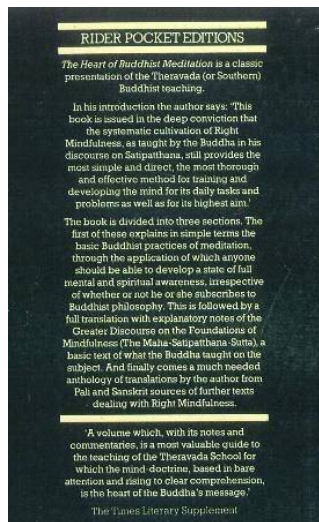 RIDER POCKET EDITIONS
The Heart of Buddhist Meditation is a classic
presentation of the Theravada (or Southern)
Buddhist teaching.
In his introduction the author says: 'This
book is issued in the deep conviction that
the systematic cultivation of Right
Mindfulness, as taught by the Buddha in his
discourse on Satipatthana, still provides the
most simple and direct, the most thorough
and effective method for training and
developing the mind for its daily tasks and
problems as well as for its highest aim.'
The book is divided into three sections. The
first of these explains in simple terms the
basic Buddhist practices of meditation,
through the application of which anyone
should be able to develop a state of full
mental and spiritual awareness, irrespective
of whether or not he or she subscribes to
Buddhist philosophy. This is followed by a
full translation with explanatory notes of the
Greater Discourse on the Foundations of
Mindfulness (The Maha-Satipatthana-Sutta), a
basic text of what the Buddha taught on the
subject. And finally comes a much needed
anthology of translations by the author from
Pali and Sanskrit sources of further texts
dealing with Right Mindfulness.
'A volume which, with its notes and
commentaries, is a most valuable guide to
the teaching of the Theravada School for
which the mind-doctrine, based in bare
attention and rising to clear comprehension,
is the heart of the Buddha's message.'
The Times Literary Supplement